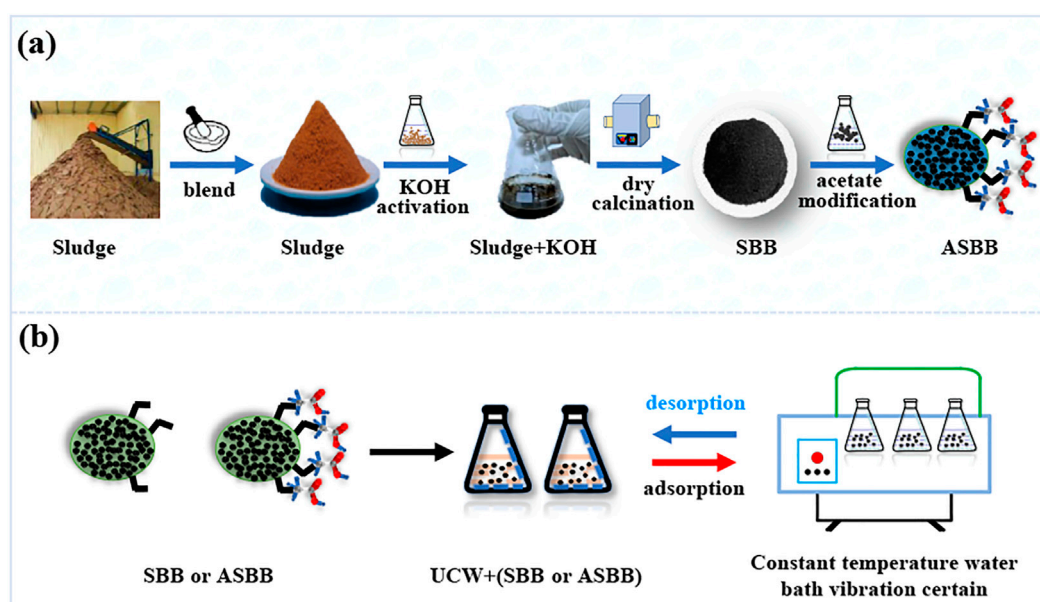 (a)
blend
KOH
activation
dry
calcination
acetate
modification
Sludge
Sludge
Sludge+KOH
SBB
ASBB
(b)
desorption
adsorption
SBB or ASBB
UCW+(SBB or ASBB)
Constant temperature water
bath vibration certain